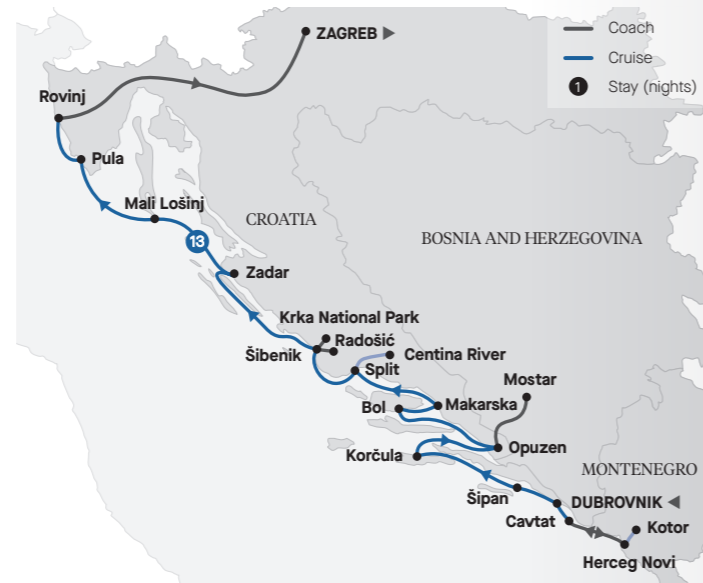 ZAGREB ▶
Coach
Cruise
1 Stay (nights)
Rovinj
Pula
Mali Lošinj
CROATIA
BOSNIA AND HERZEGOVINA
13
Zadar
Krka National Park
Radošić
Šibenik
Centina River
Split
Mostar
Bol
Makarska
Opuzen
Korčula
MONTENEGRO
Šipan
DUBROVNIK ◀
Cavtat
Kotor
Herceg Novi